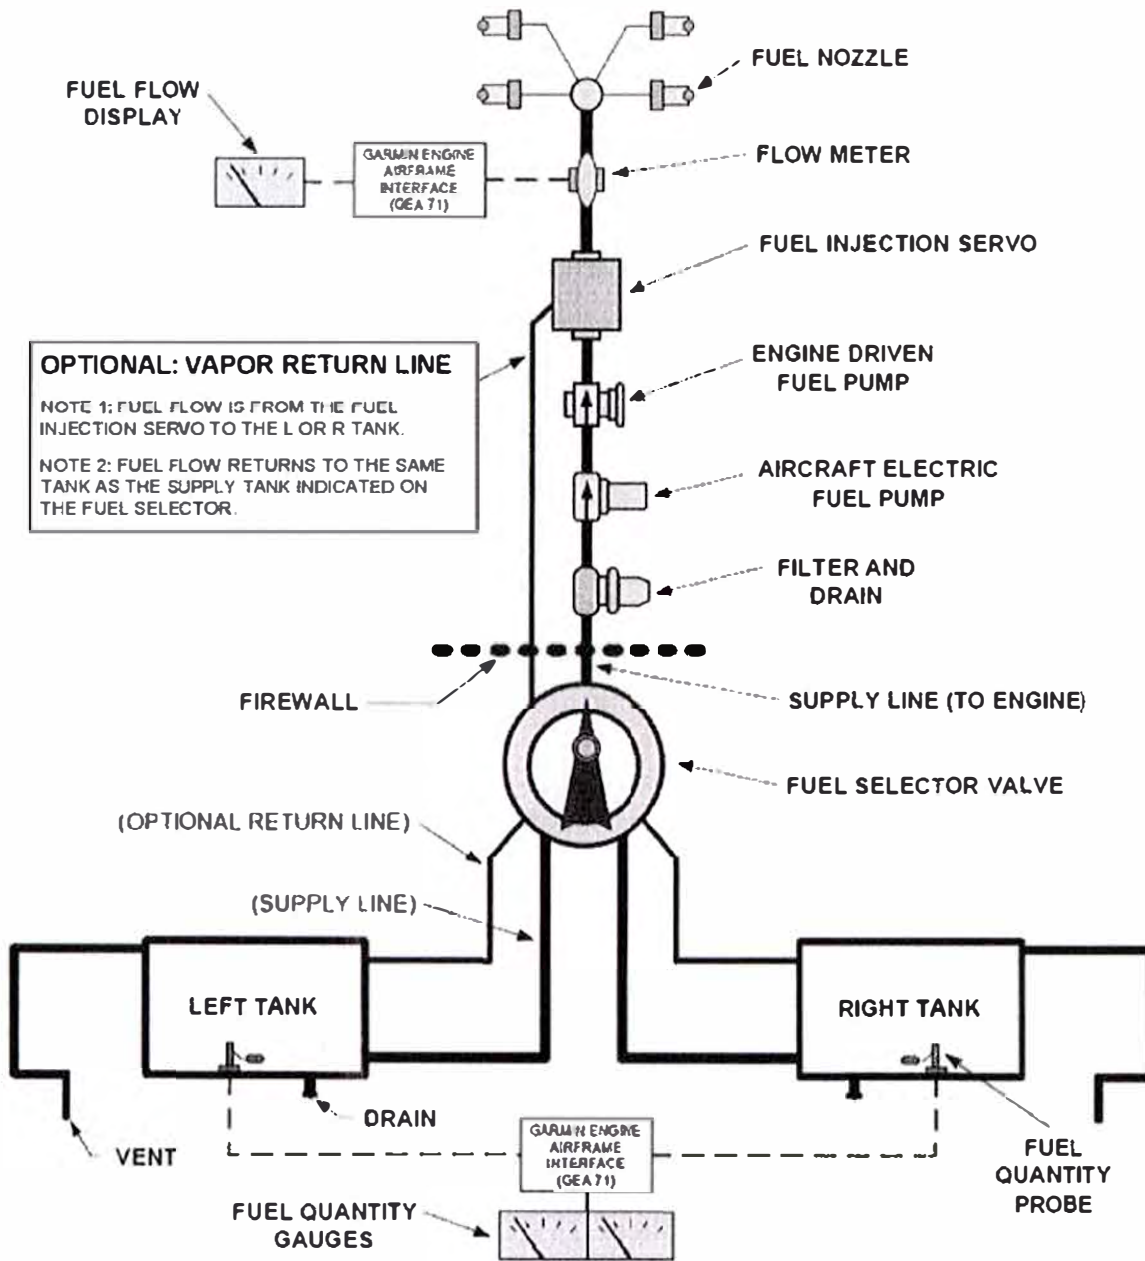 FUEL NOZZLE
FUEL FLOW
DISPLAY
GARMIN ENGINE
AIRFRAME
INTERFACE
(GEA 71)
FLOW METER
FUEL INJECTION SERVO
OPTIONAL: VAPOR RETURN LINE
NOTE 1: FUEL FLOW IS FROM THE FUEL
INJECTION SERVO TO THE L OR R TANK.
NOTE 2: FUEL FLOW RETURNS TO THE SAME
TANK AS THE SUPPLY TANK INDICATED ON
THE FUEL SELECTOR.
ENGINE DRIVEN
FUEL PUMP
AIRCRAFT ELECTRIC
FUEL PUMP
FILTER AND
DRAIN
FIREWALL
SUPPLY LINE (TO ENGINE)
FUEL SELECTOR VALVE
(OPTIONAL RETURN LINE)
(SUPPLY LINE)
LEFT TANK
RIGHT TANK
DRAIN
VENT
GARMIN ENGINE
AIRFRAME
INTERFACE
(GEA 71)
FUEL
QUANTITY
PROBE
FUEL QUANTITY
GAUGES